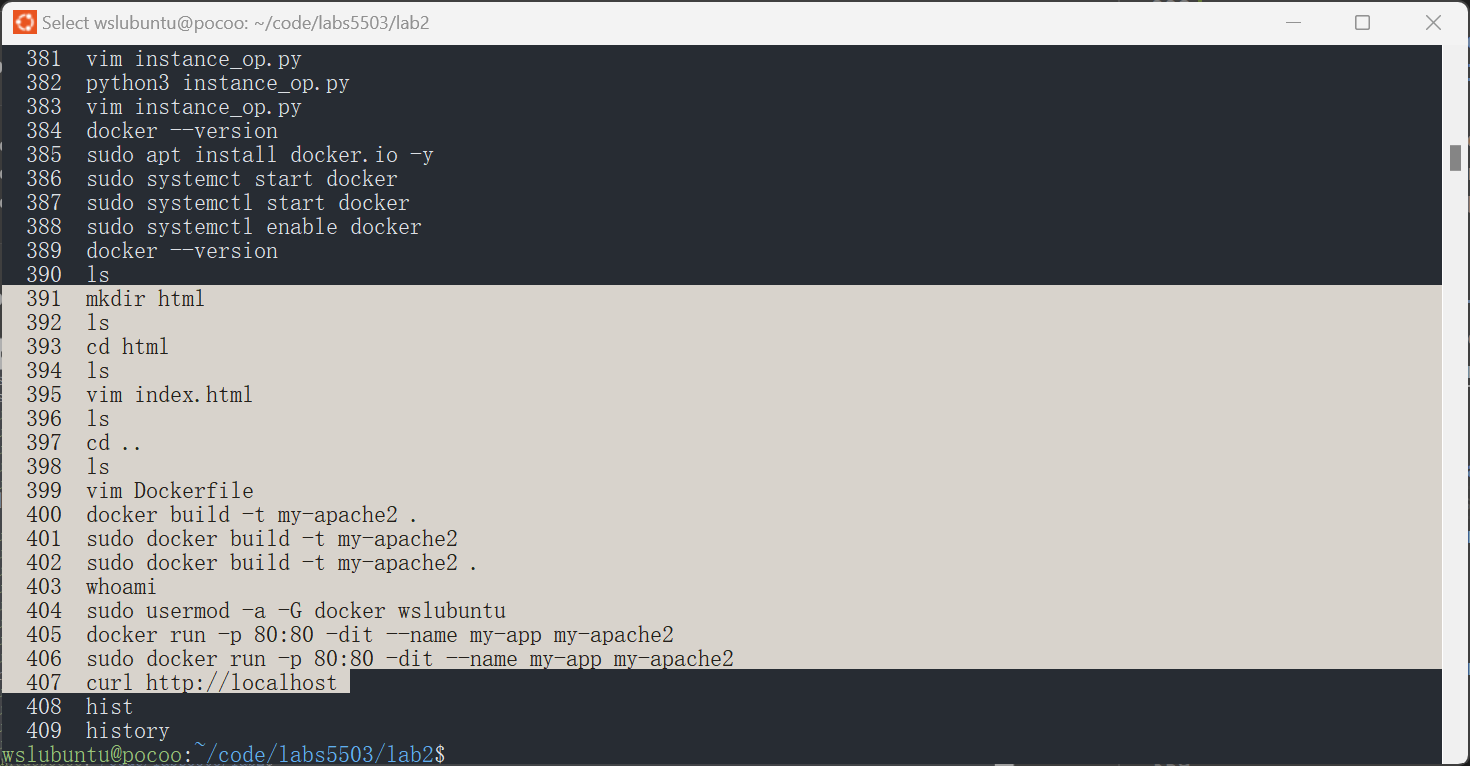 Select wslubuntu@pocoo: ~/code/labs5503/lab2
381 vim instance_op.py
382 python3 instance_op.py
383 vim instance_op.py
384 docker --version
385 sudo apt install docker.io -y
386 sudo systemct start docker
387 sudo systemctl start docker
388 sudo systemctl enable docker
389 docker --version
390 ls
391 mkdir html
392 ls
393 cd html
394 ls
395 vim index.html
396 ls
397 cd ..
398 ls
399 vim Dockerfile
400 docker build -t my-apache2 .
401 sudo docker build -t my-apache2
402 sudo docker build -t my-apache2 .
403 whoami
404 sudo usermod -a -G docker wslubuntu
405 docker run -p 80:80 -dit --name my-app my-apache2
406 sudo docker run -p 80:80 -dit --name my-app my-apache2
407 curl http://localhost
408 hist
409 history
wslubuntu@pocoo:~/code/labs5503/lab2$